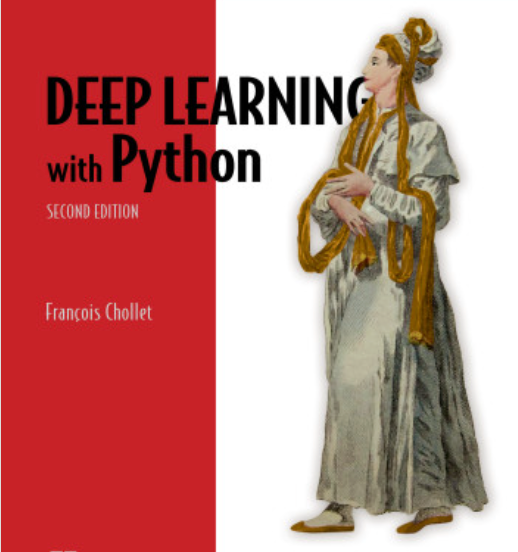 DEEP LEARNING
with Python
SECOND EDITION
François Chollet